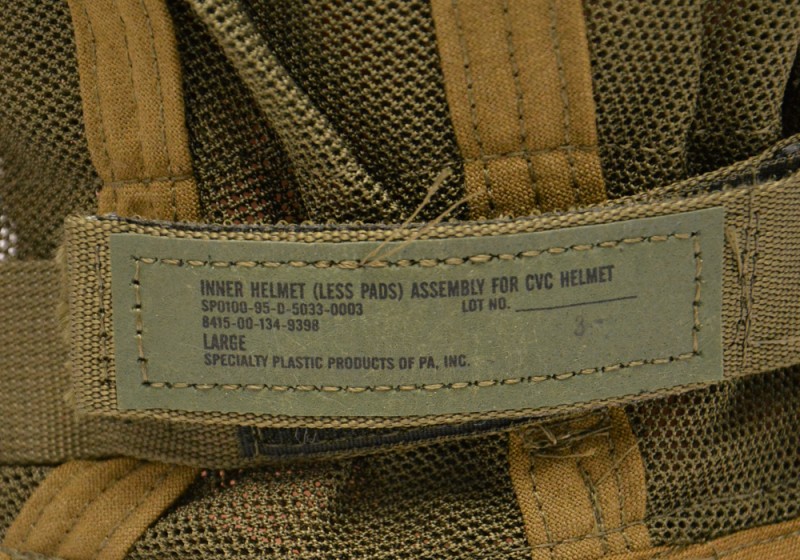 INNER HELMET (LESS PADS) ASSEMBLY FOR CVC HELMET
SPO100-95-D-5033-0003 LOT NO.
8415-00-134-9398
LARGE
SPECIALTY PLASTIC PRODUCTS OF PA, INC.